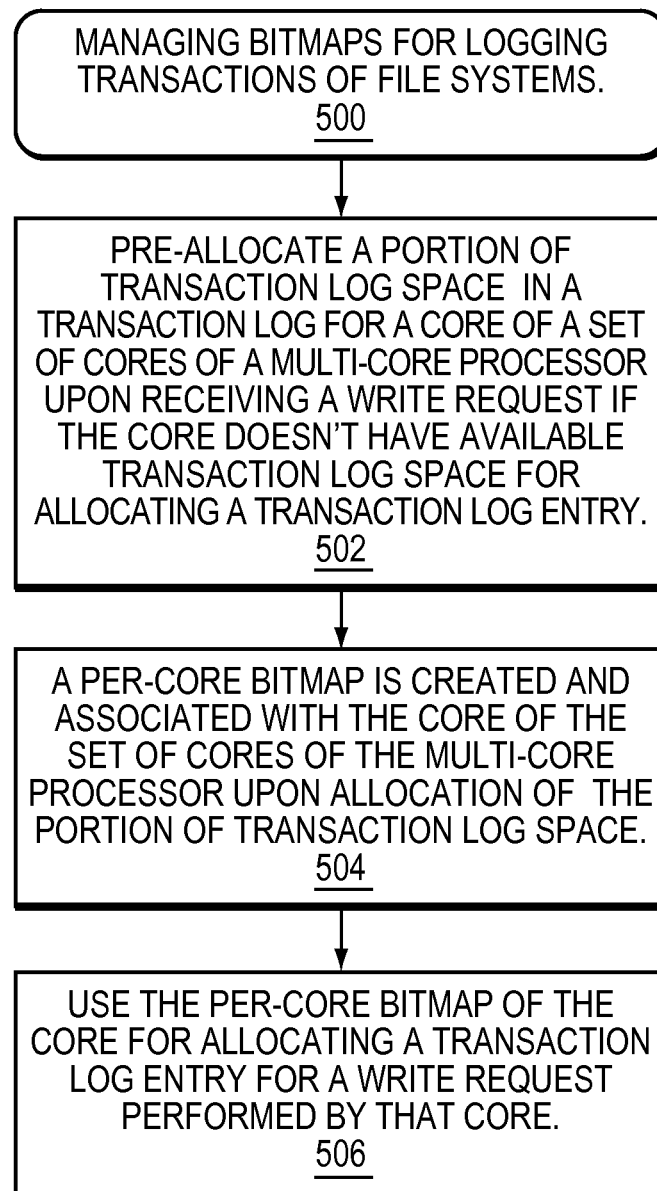 MANAGING BITMAPS FOR LOGGING
TRANSACTIONS OF FILE SYSTEMS.
500
PRE-ALLOCATE A PORTION OF
TRANSACTION LOG SPACE IN A
TRANSACTION LOG FOR A CORE OF A SET
OF CORES OF A MULTI-CORE PROCESSOR
UPON RECEIVING A WRITE REQUEST IF
THE CORE DOESN'T HAVE AVAILABLE
TRANSACTION LOG SPACE FOR
ALLOCATING A TRANSACTION LOG ENTRY.
502
A PER-CORE BITMAP IS CREATED AND
ASSOCIATED WITH THE CORE OF THE
SET OF CORES OF THE MULTI-CORE
PROCESSOR UPON ALLOCATION OF THE
PORTION OF TRANSACTION LOG SPACE.
504
USE THE PER-CORE BITMAP OF THE
CORE FOR ALLOCATING A TRANSACTION
LOG ENTRY FOR A WRITE REQUEST
PERFORMED BY THAT CORE.
506